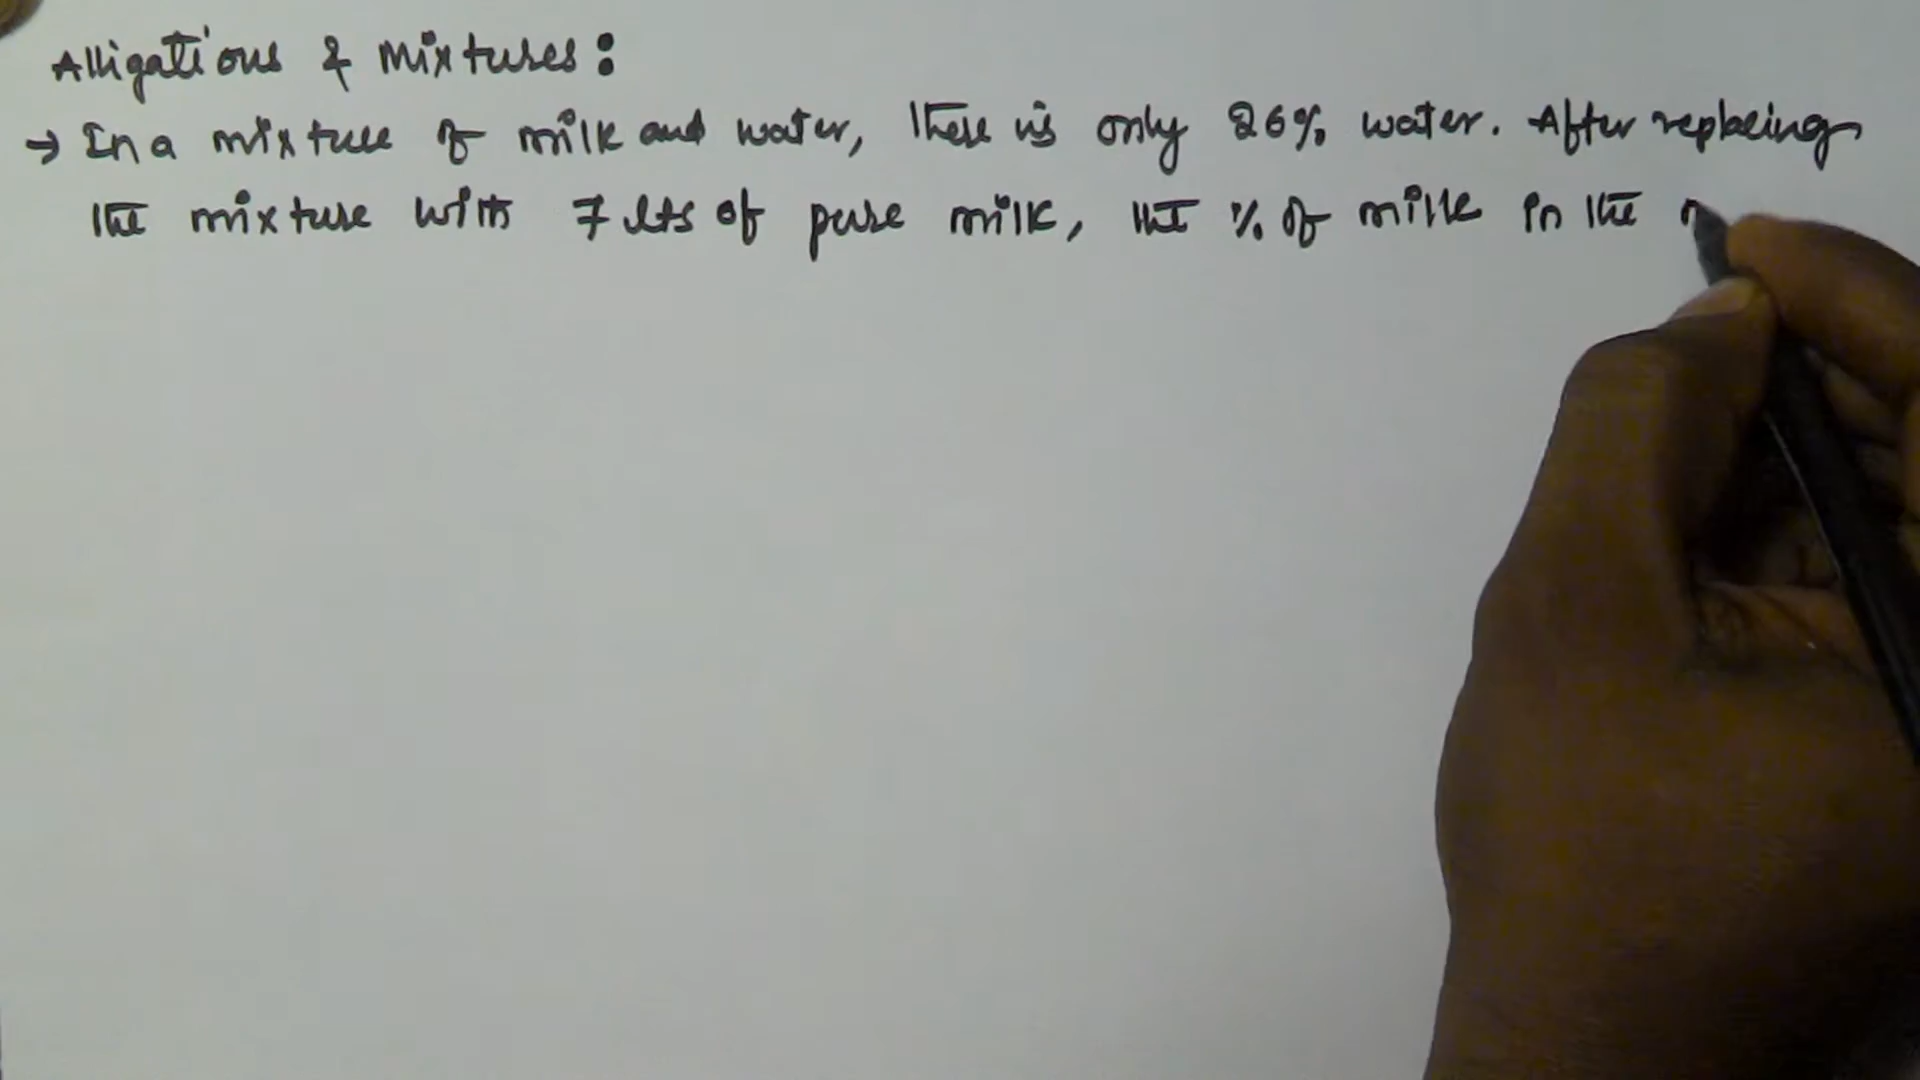 Alligations & Mixtures:
→ In a mixture of milk and water, there is only 26% water. After replacing
the mixture with 7 lts of pure milk, the % of milk in the